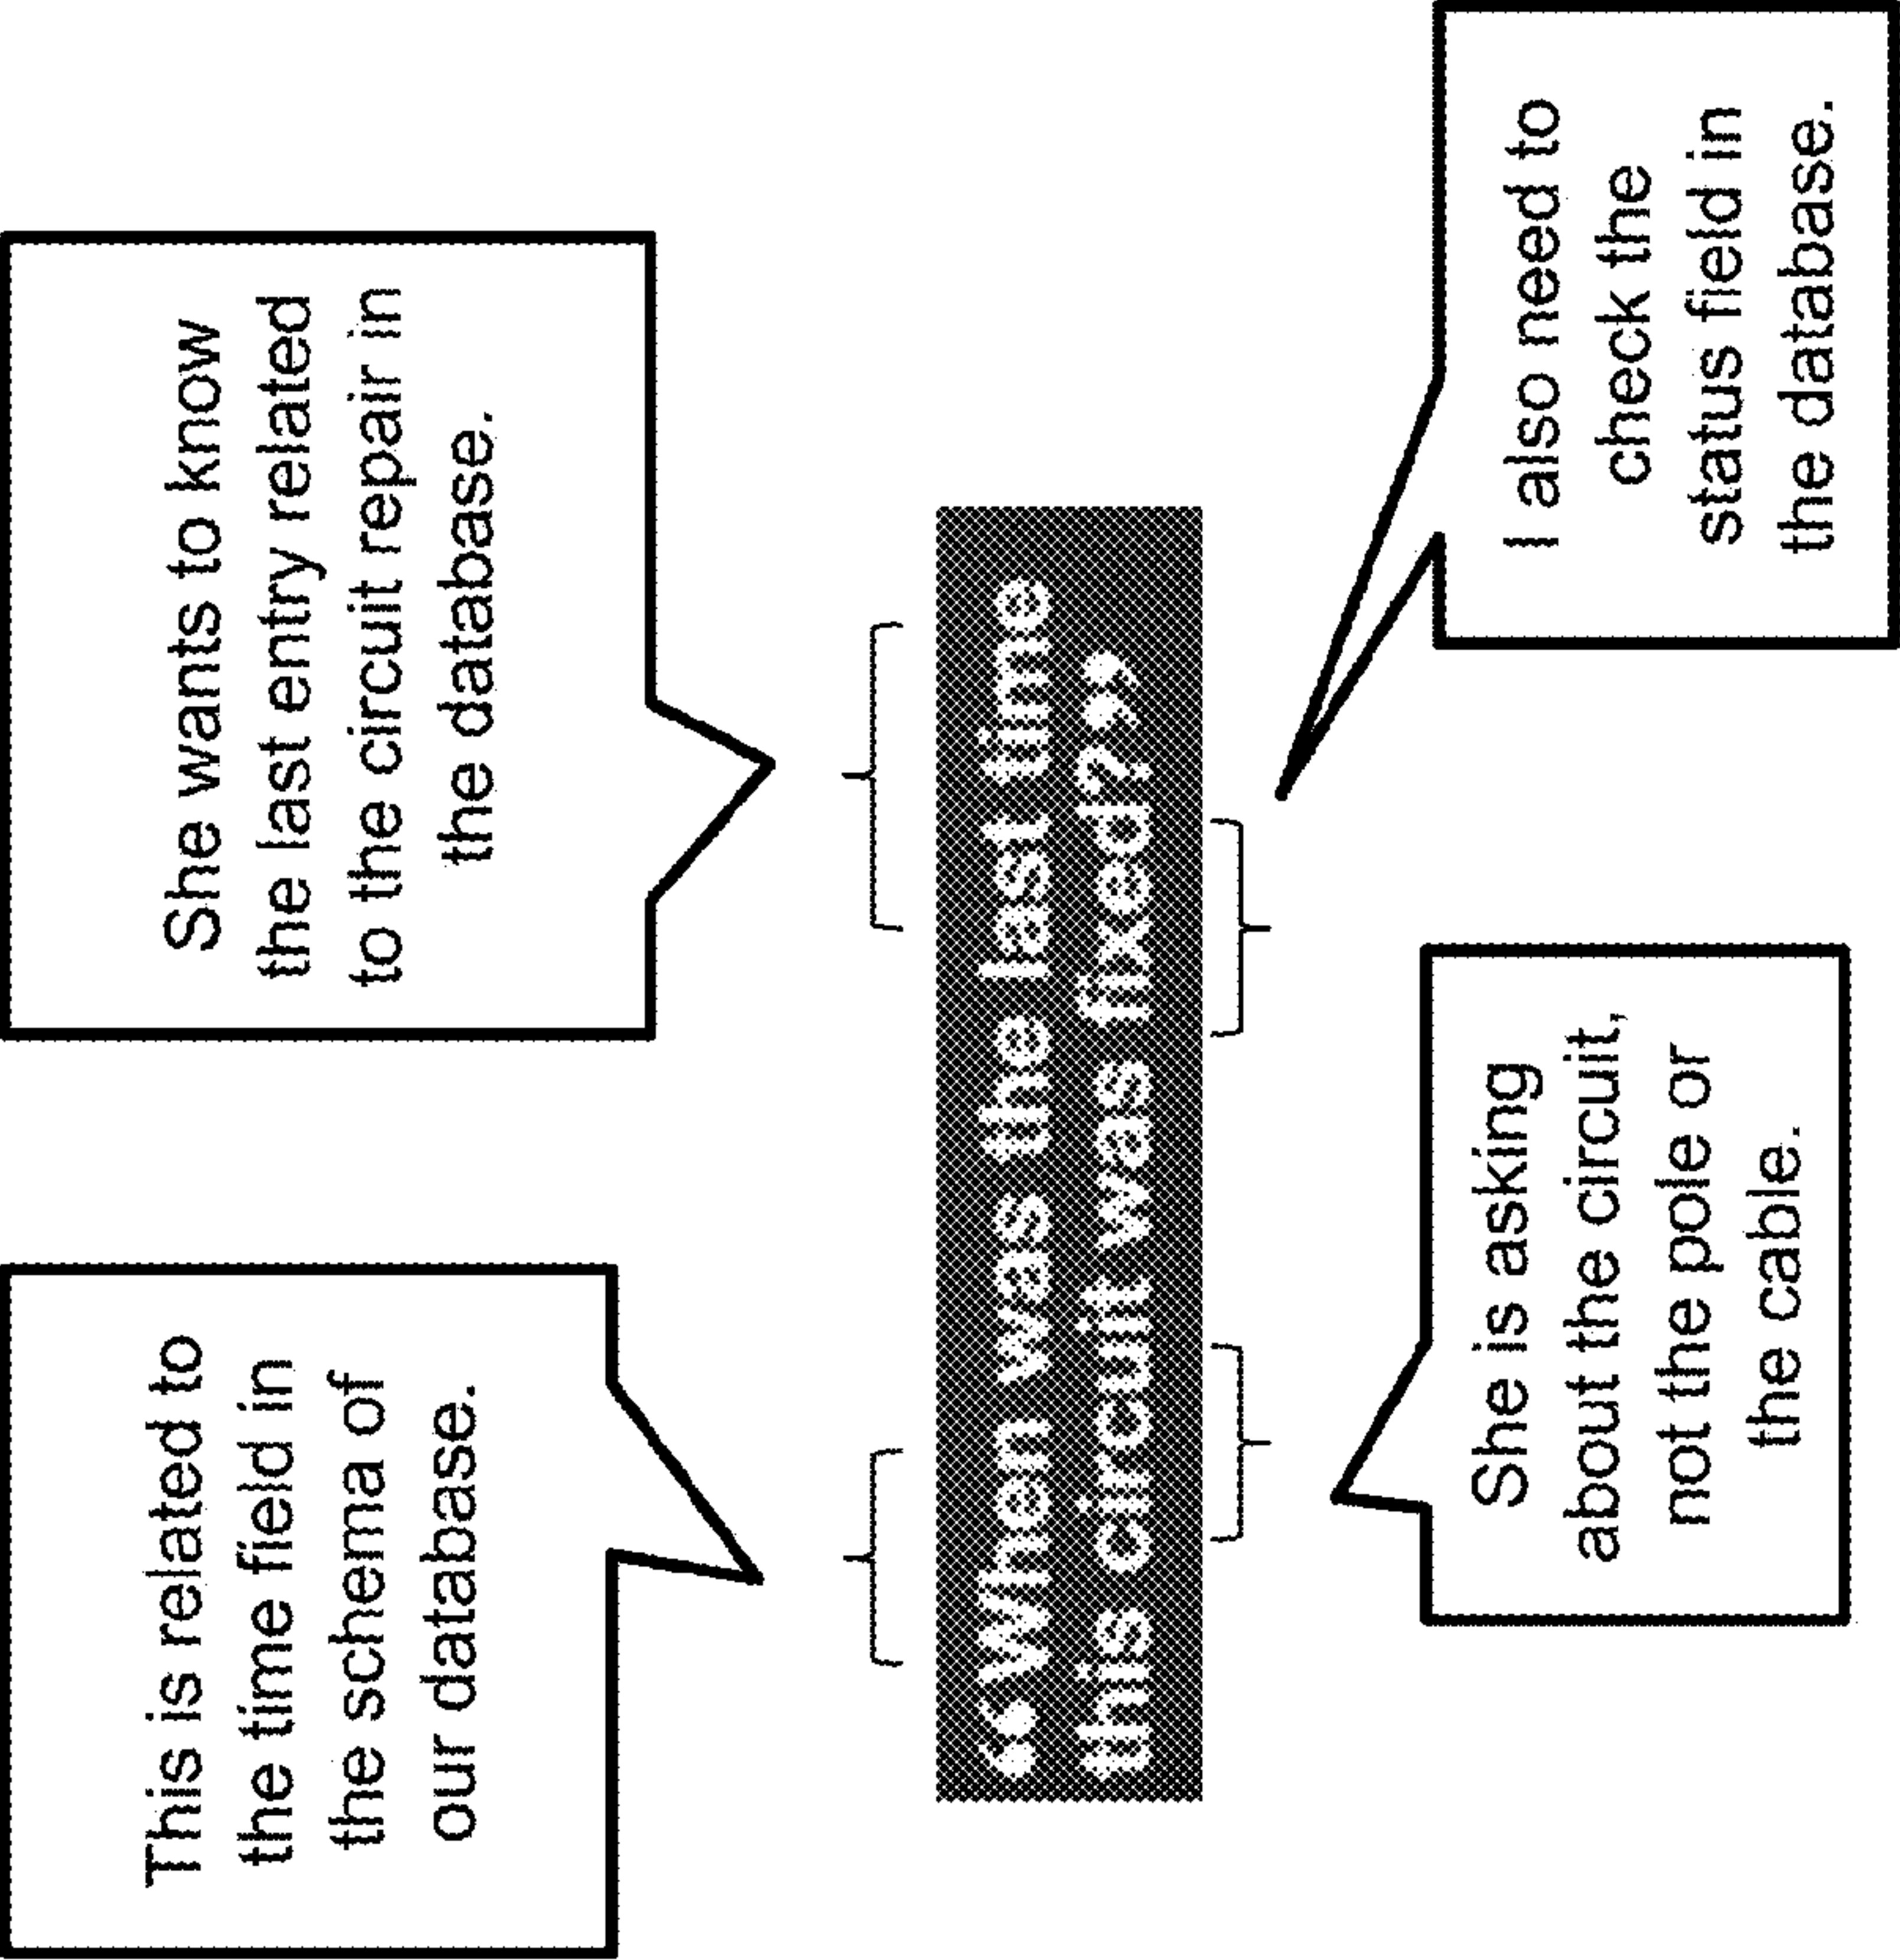 This is related to
the time field in
the schema of
our database.
She wants to know
the last entry related
to the circuit repair in
the database.
“When was the last time
this circuit was fixed?”
She is asking
about the circuit,
not the pole or
the cable.
I also need to
check the
status field in
the database.